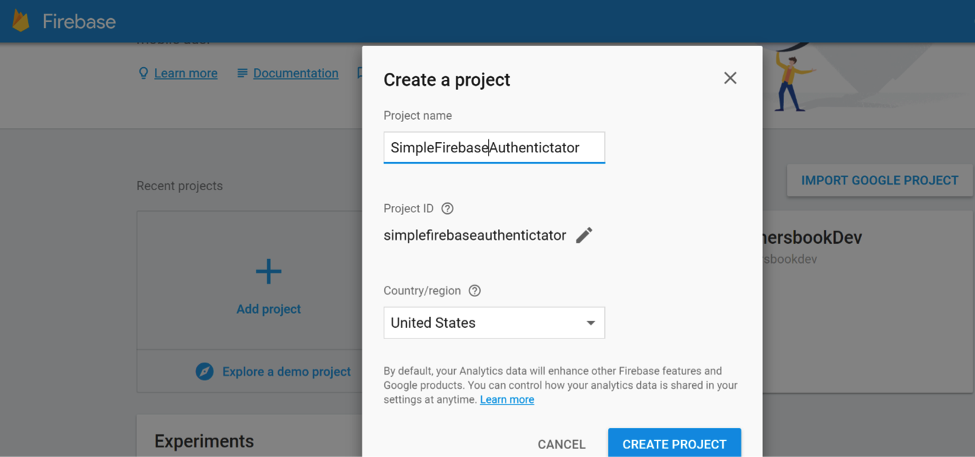 Firebase
Learn more
Documentation
Create a project
Project name
SimpleFirebaseAuthentictator
Recent projects
IMPORT GOOGLE PROJECT
Project ID
simplefirebaseauthentictator
Add project
nersbookDev
rsbookdev
Country/region
United States
Explore a demo project
By default, your Analytics data will enhance other Firebase features and
Google products. You can control how your analytics data is shared in your
settings at anytime. Learn more
Experiments
CANCEL
CREATE PROJECT